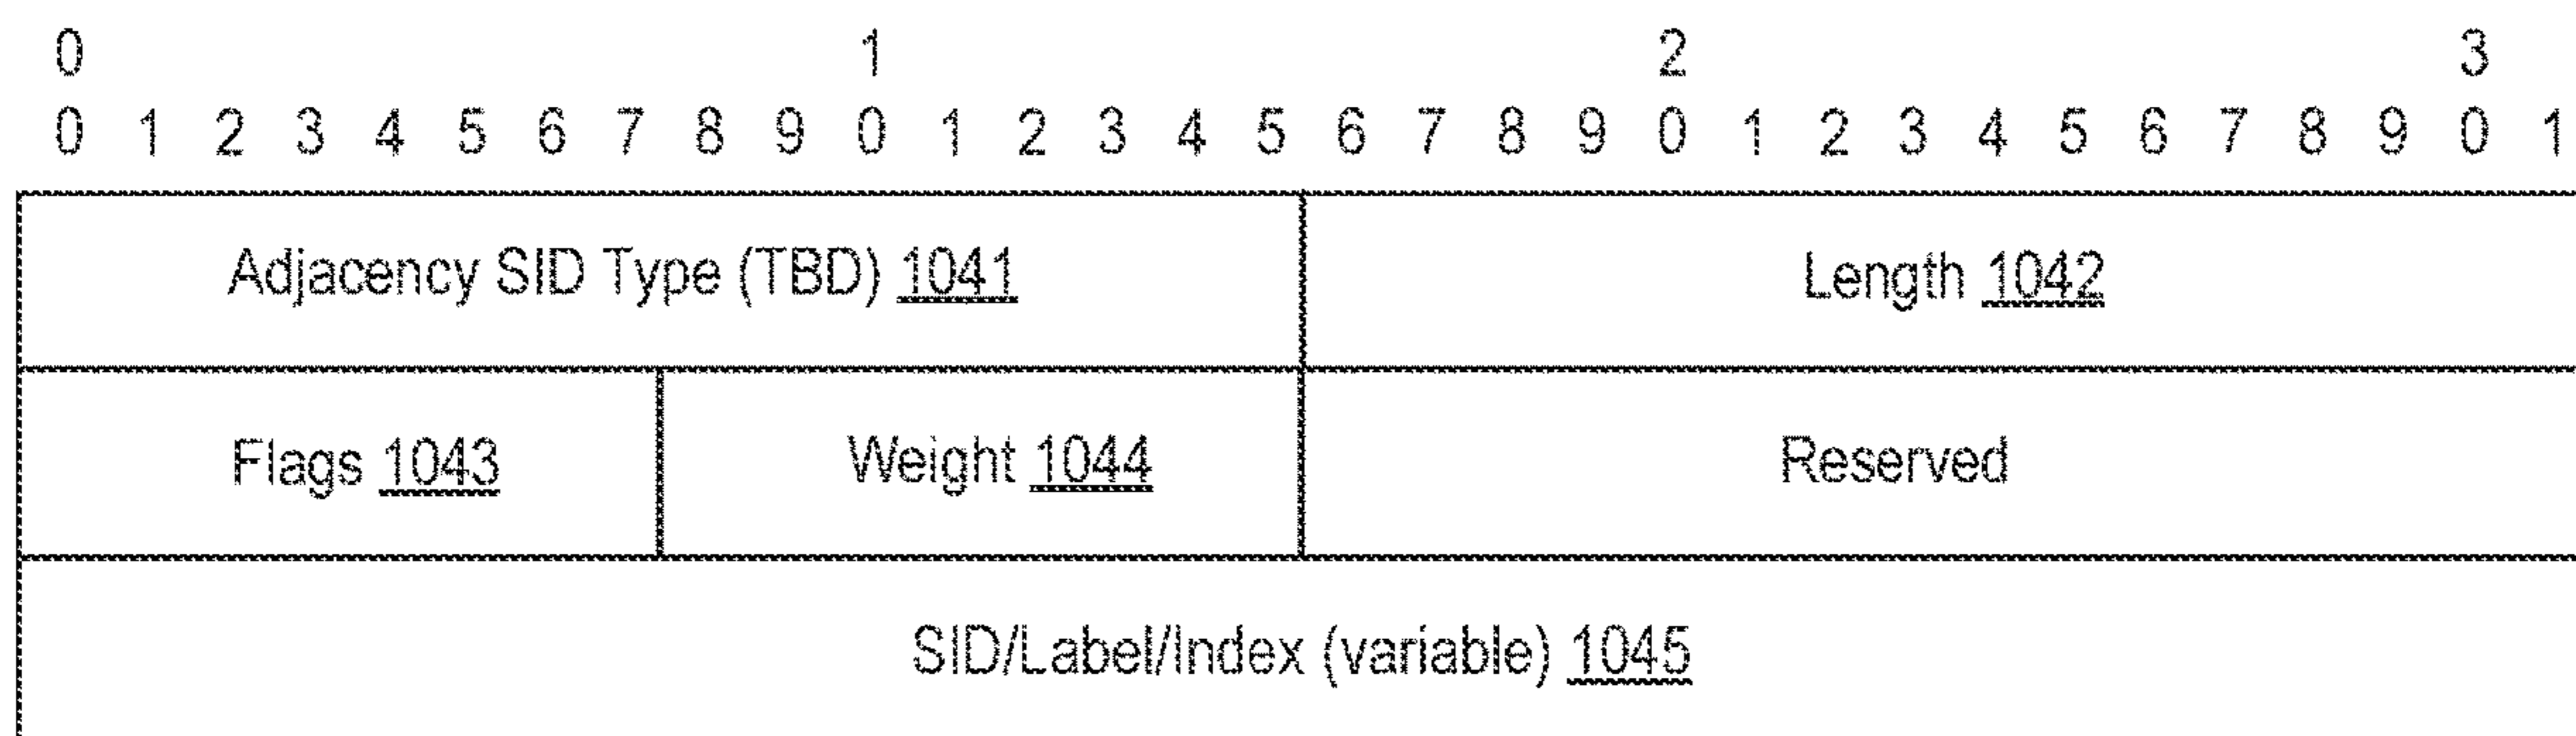 0 1 2 3
0 1 2 3 4 5 6 7 8 9 0 1 2 3 4 5 6 7 8 9 0 1 2 3 4 5 6 7 8 9 0 1
Adjacency SID Type (TBD) 1041 Length 1042
Flags 1043 Weight 1044 Reserved
SID/Label/Index (variable) 1045